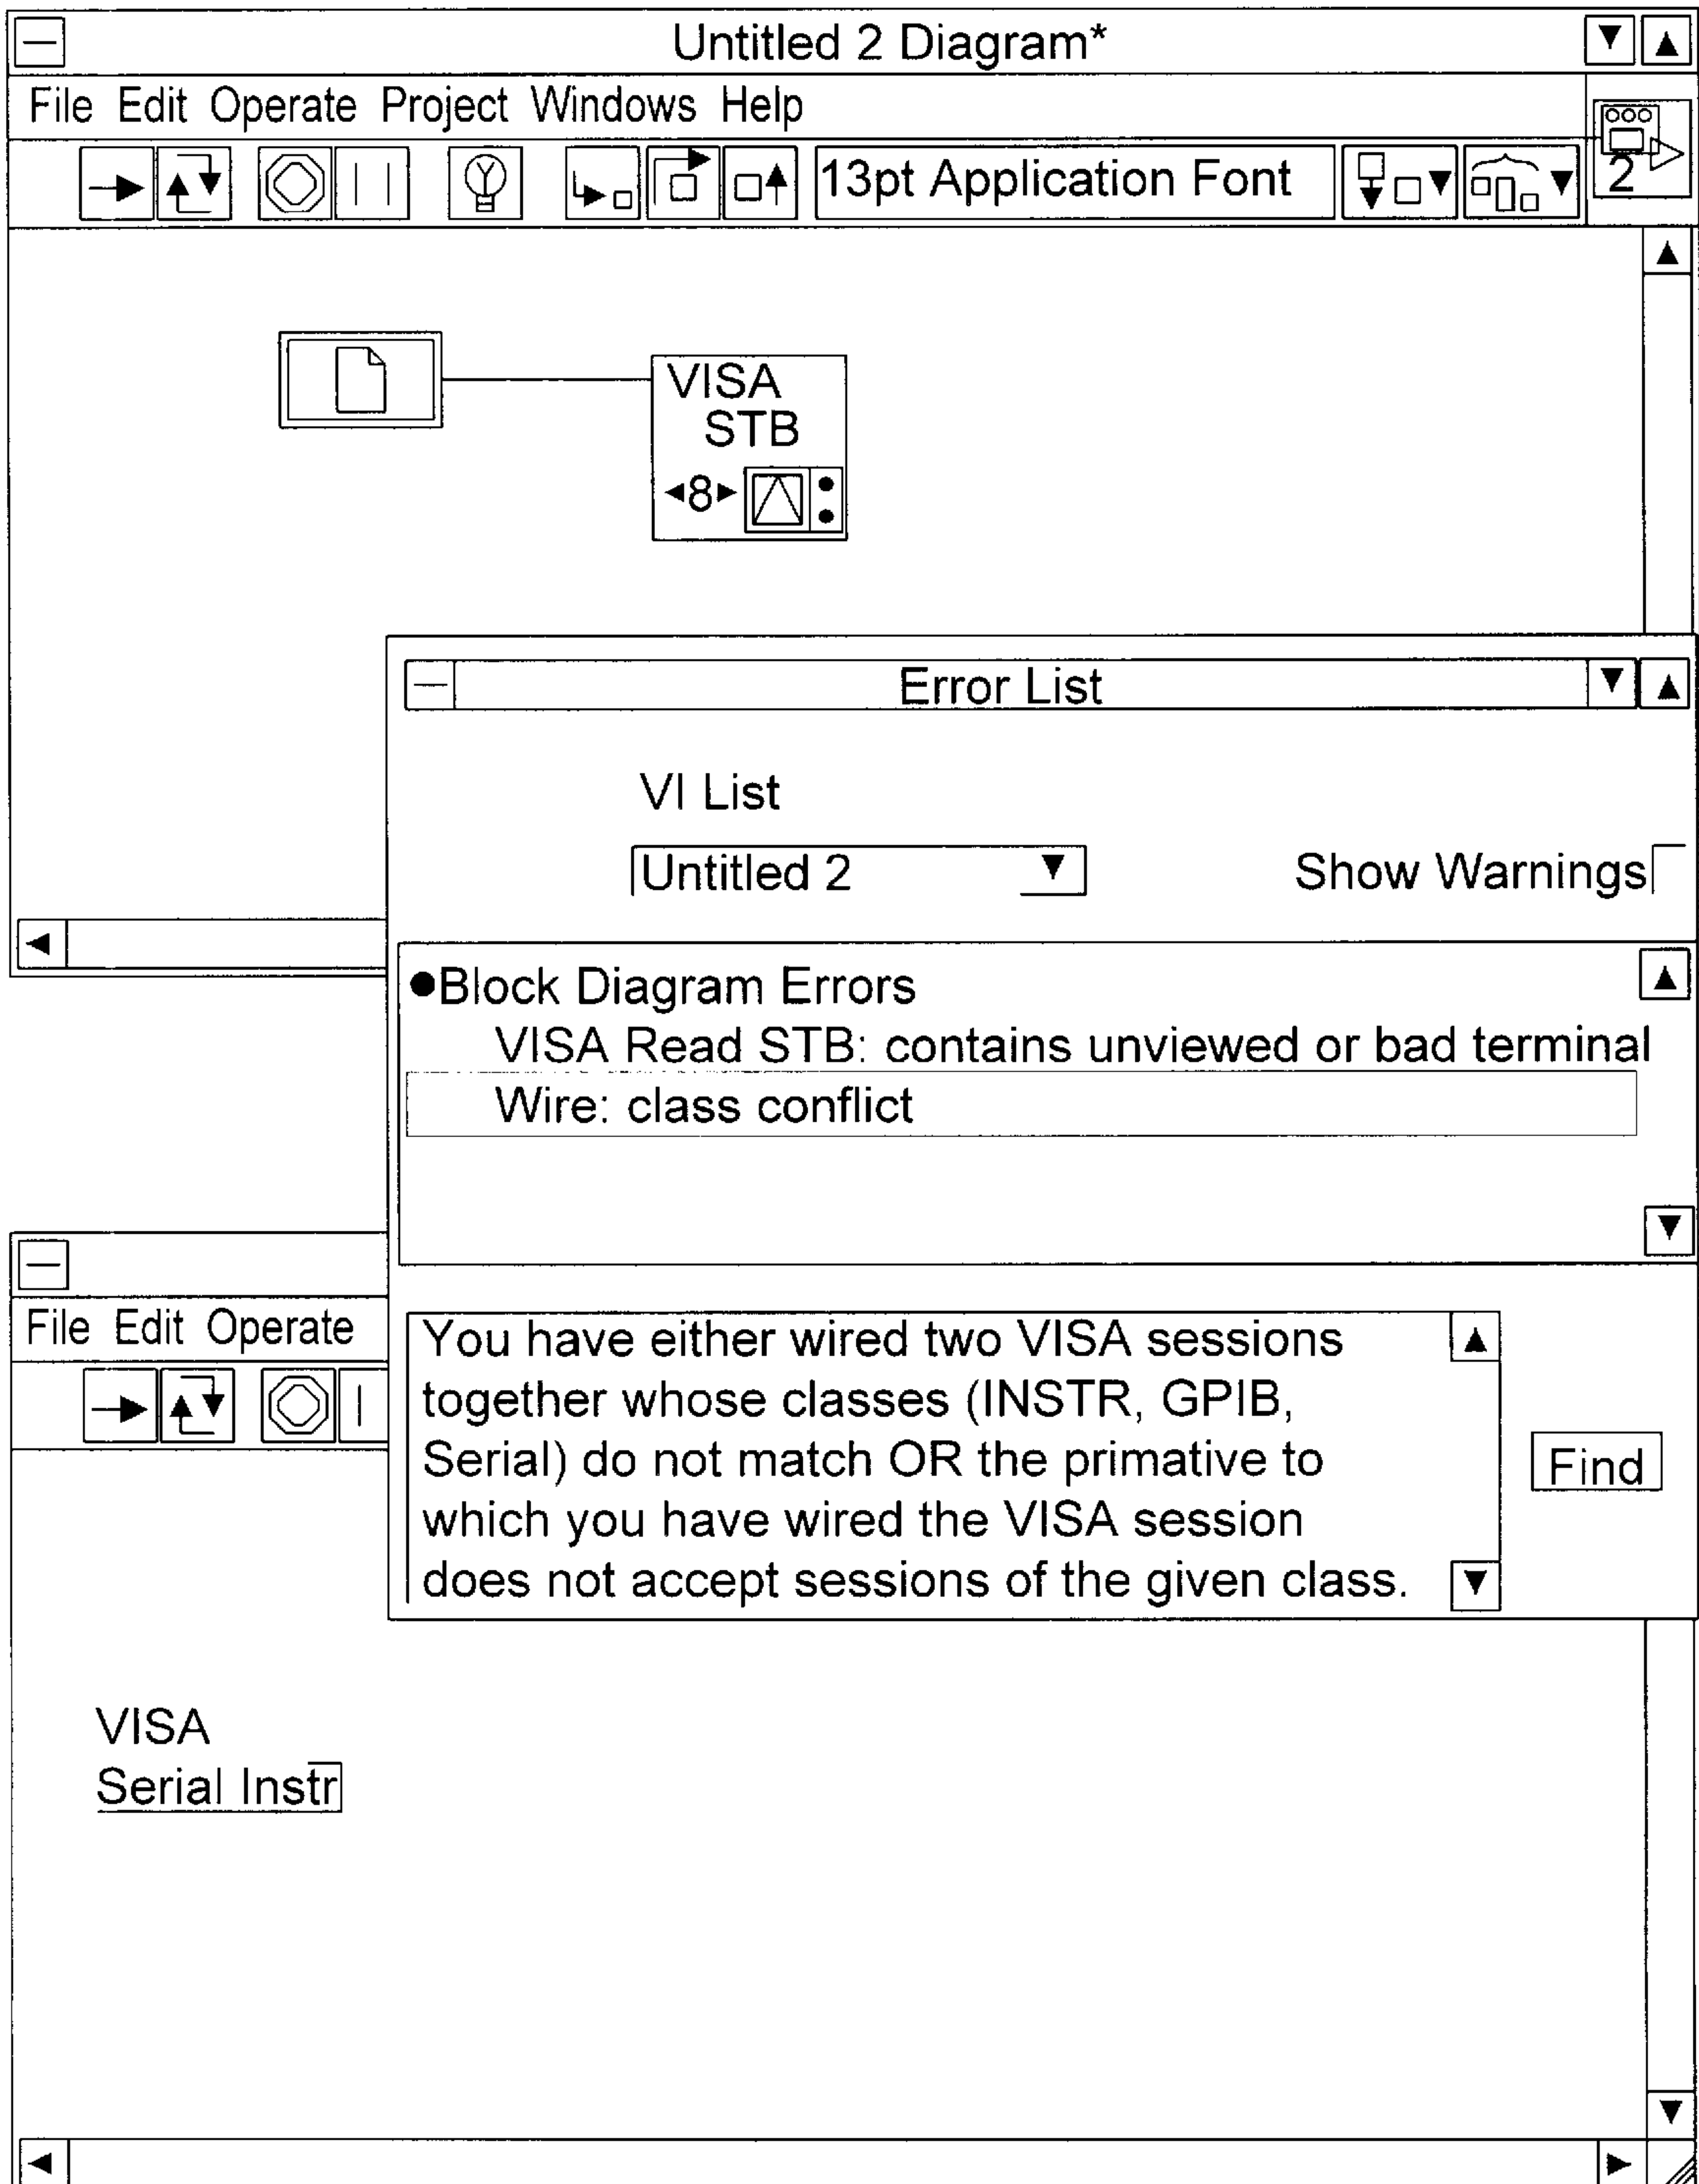 Untitled 2 Diagram*
File Edit Operate Project Windows Help
13pt Application Font
2
VISA
STB
8
Error List
VI List
Untitled 2
Show Warnings
●Block Diagram Errors
VISA Read STB: contains unviewed or bad terminal
Wire: class conflict
File Edit Operate
You have either wired two VISA sessions
together whose classes (INSTR, GPIB,
Serial) do not match OR the primative to
which you have wired the VISA session
does not accept sessions of the given class.
Find
VISA
Serial Instr